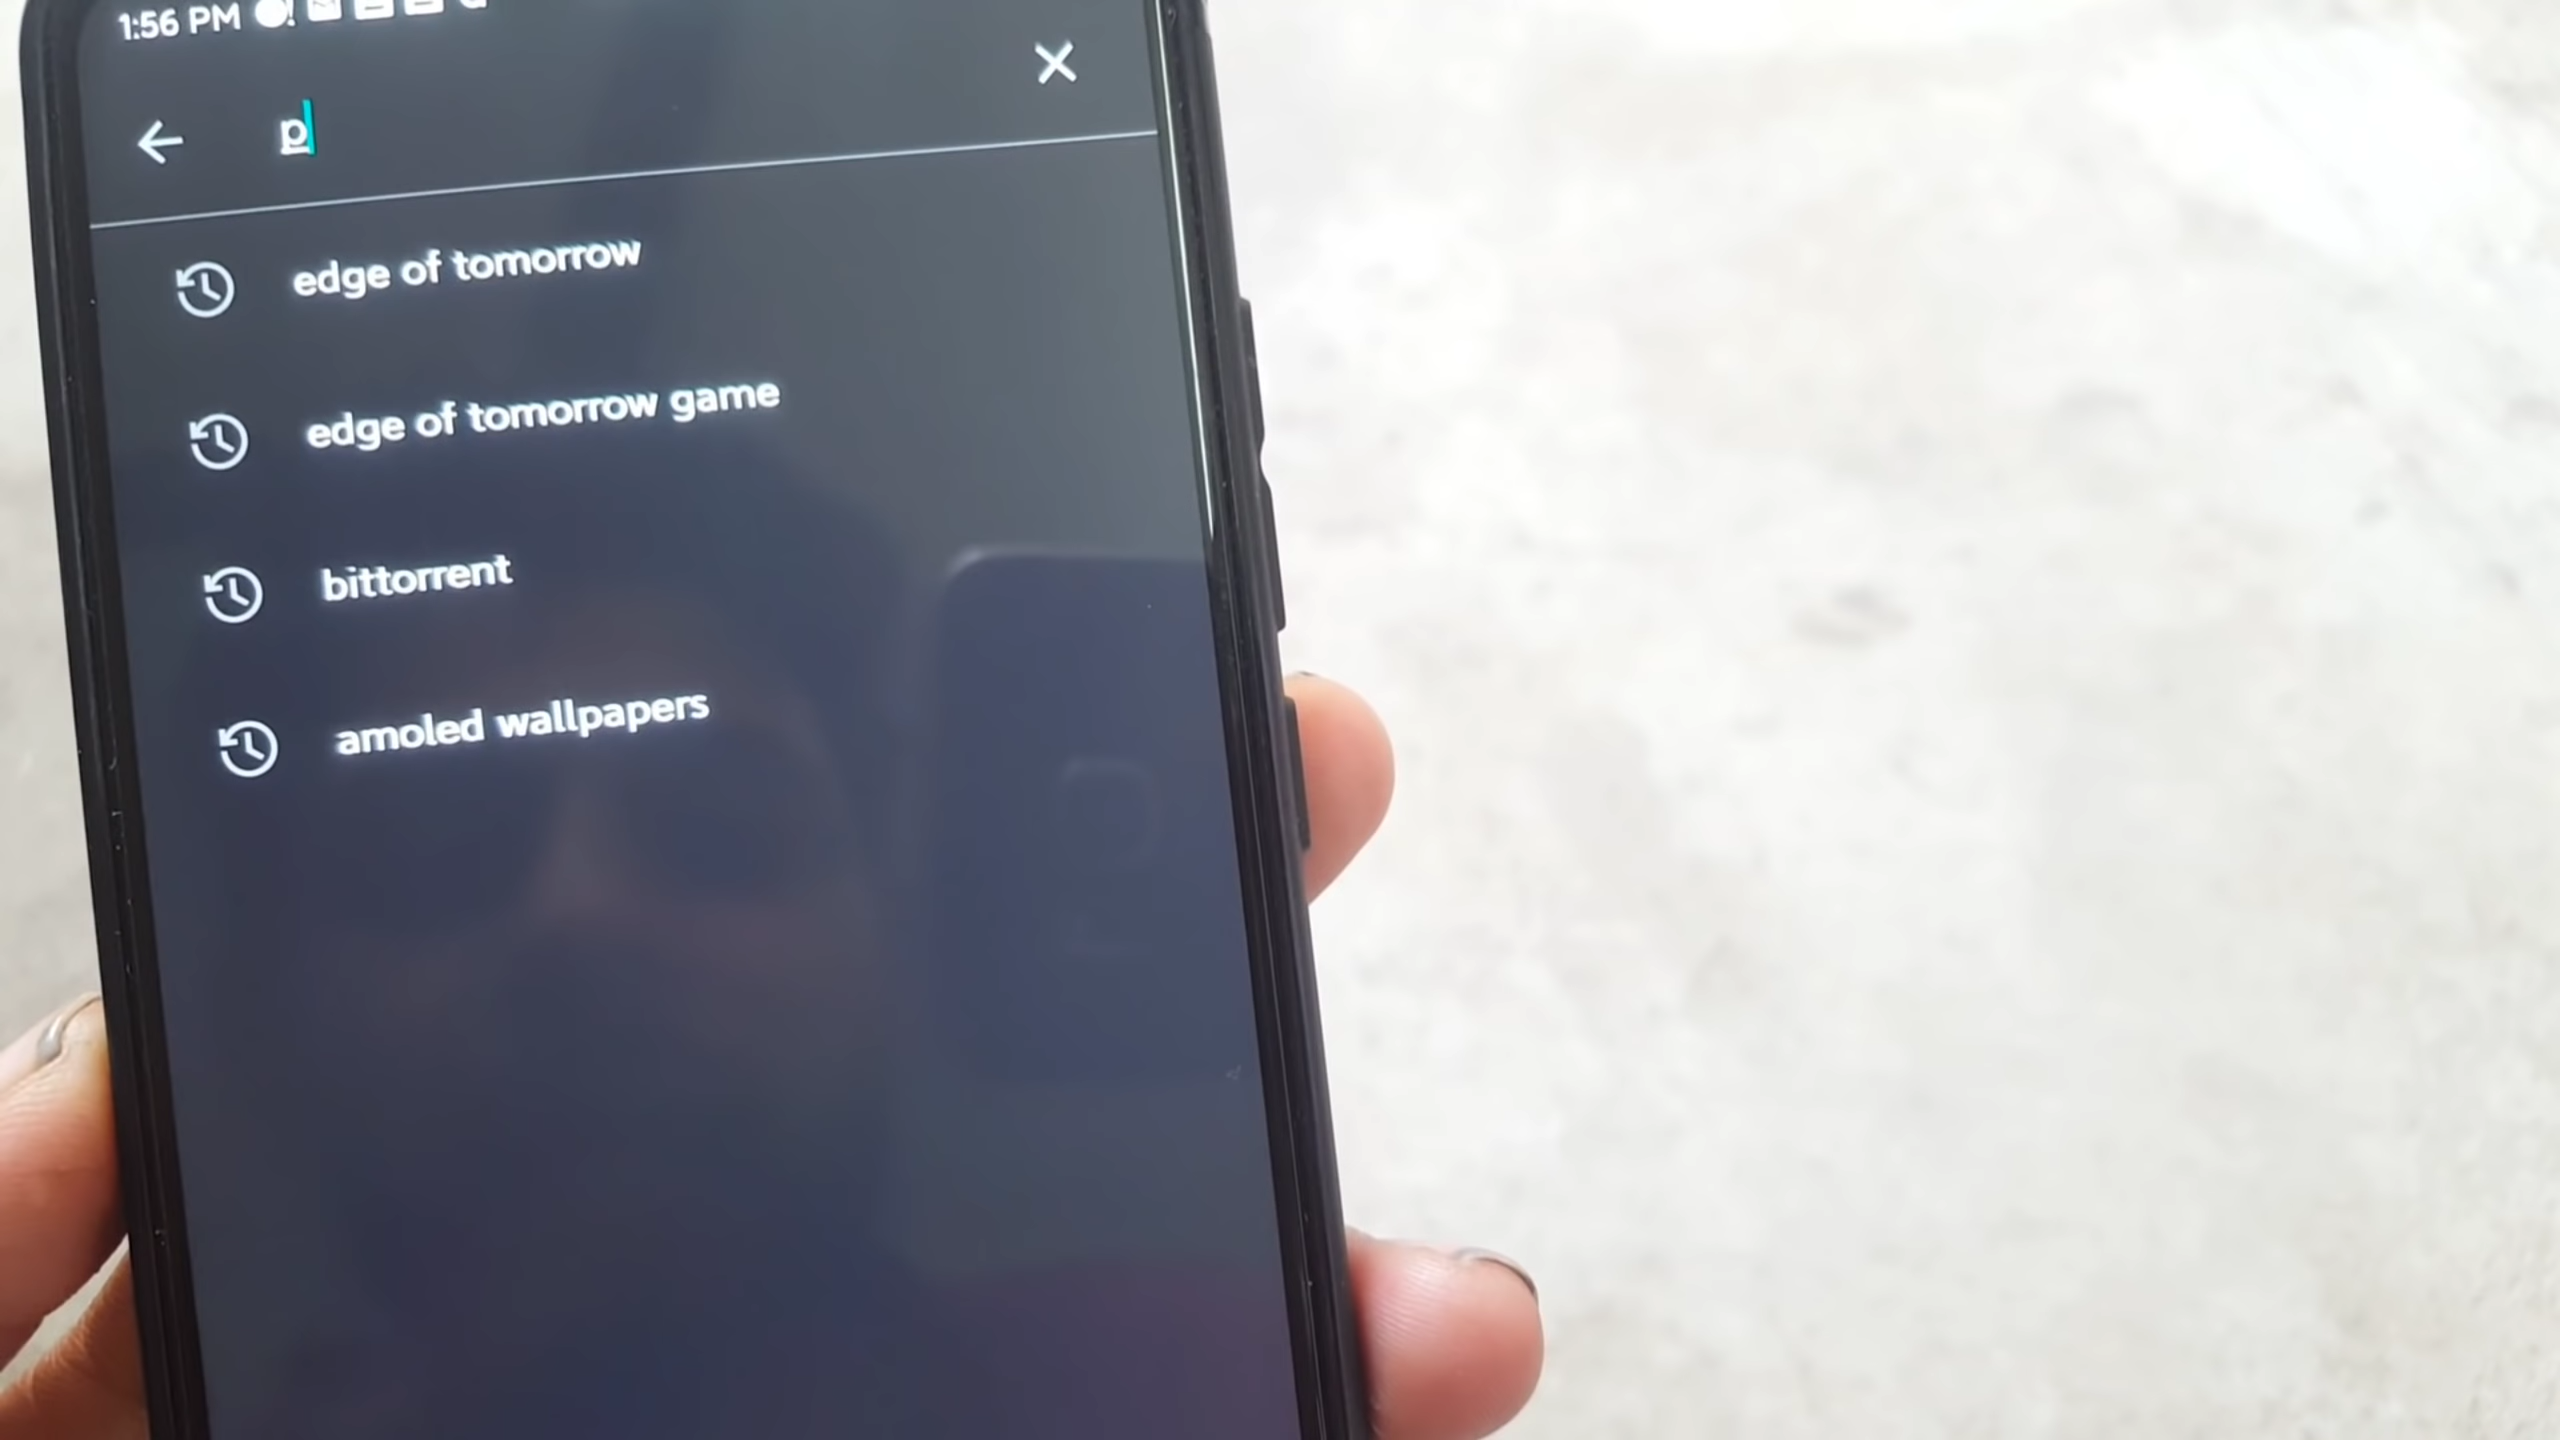 1:56 PM
p
edge of tomorrow
edge of tomorrow game
bittorrent
amoled wallpapers